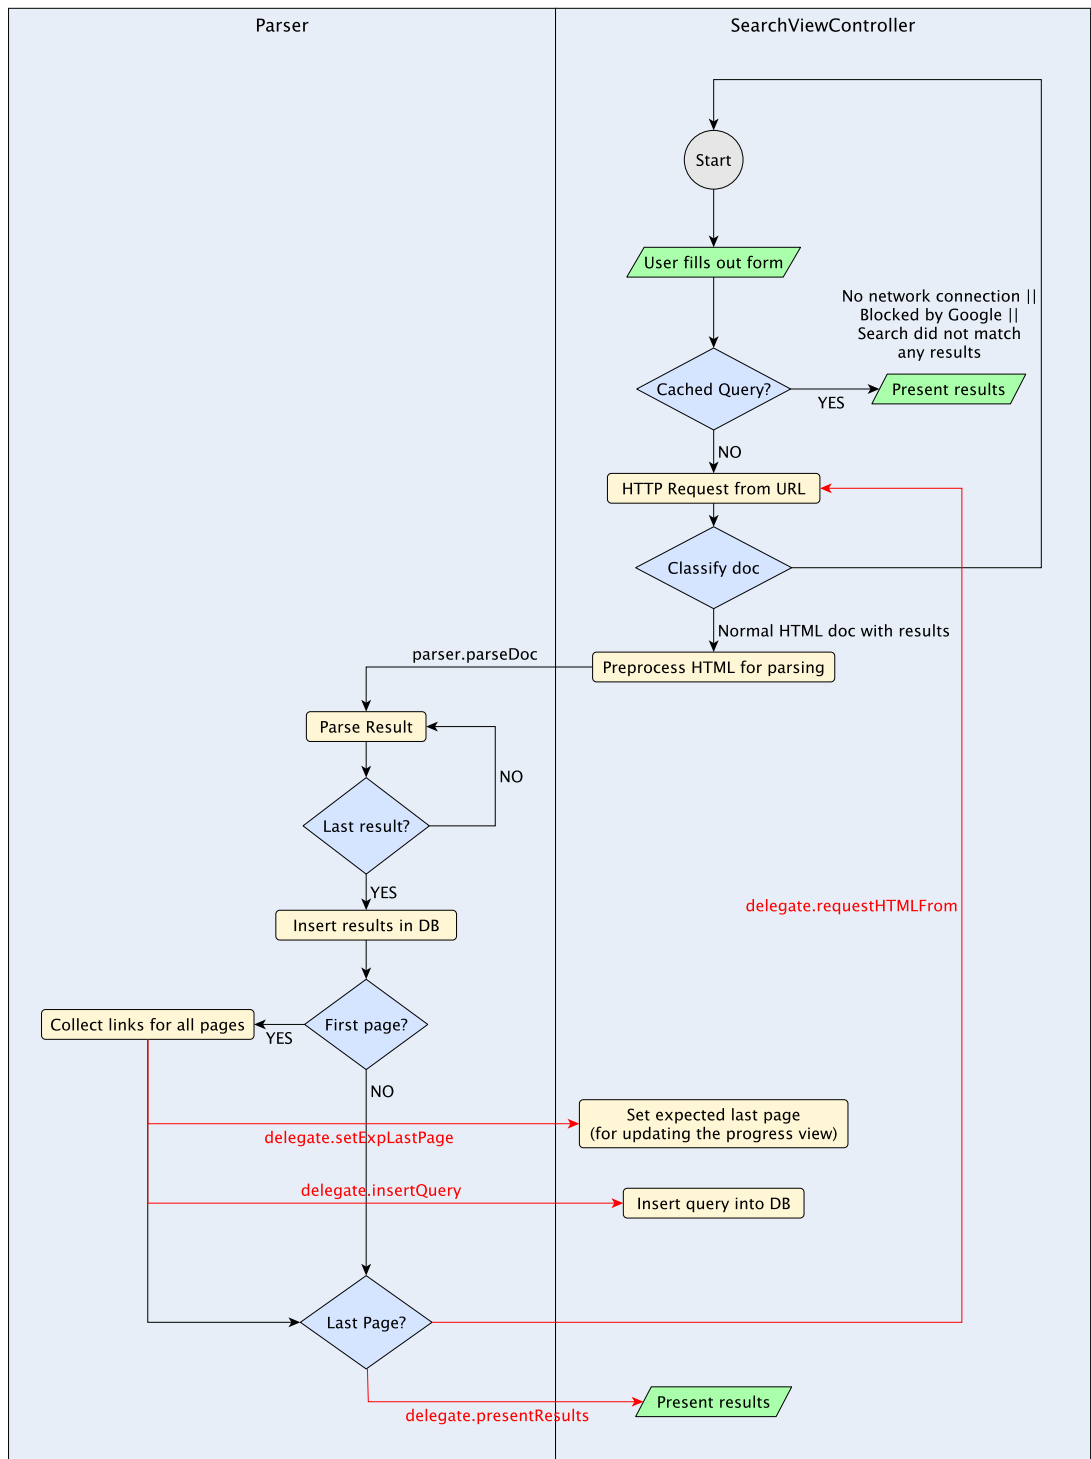 Parser
SearchViewController
Start
User fills out form
No network connection ||
Blocked by Google ||
Search did not match
any results
Cached Query?
YES
Present results
NO
HTTP Request from URL
Classify doc
Normal HTML doc with results
parser.parseDoc
Preprocess HTML for parsing
Parse Result
NO
Last result?
YES
delegate.requestHTMLFrom
Insert results in DB
Collect links for all pages
YES
First page?
NO
Set expected last page
(for updating the progress view)
delegate.setExpLastPage
delegate.insertQuery
Insert query into DB
Last Page?
Present results
delegate.presentResults